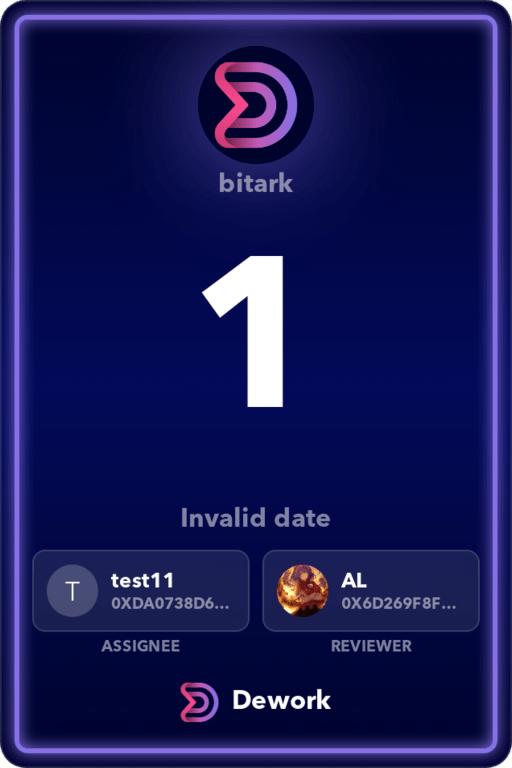 bitark
1
Invalid date
T
test11
0XDA0738D6...
ASSIGNEE
AL
0X6D269F8F...
REVIEWER
Dework